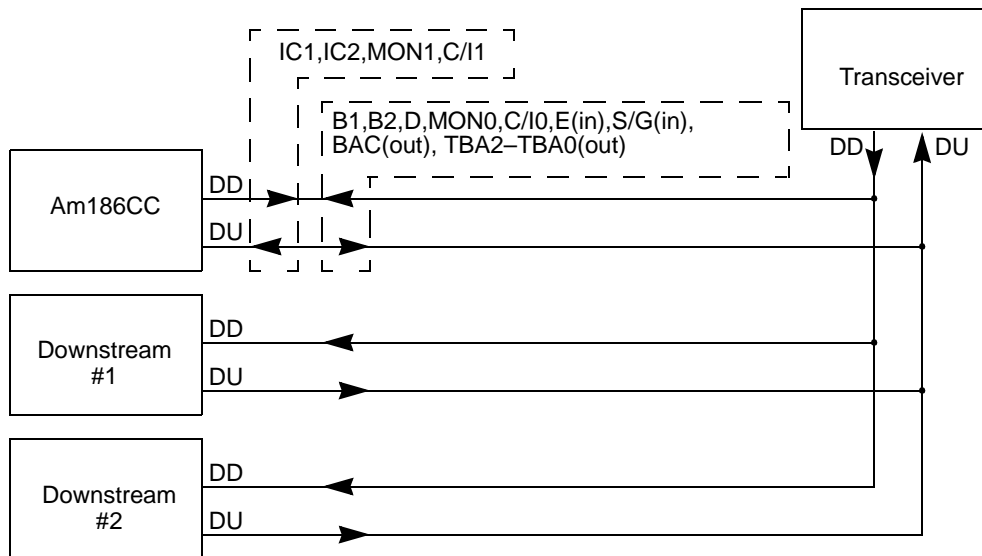 IC1,IC2,MON1,C/I1
Transceiver
B1,B2,D,MON0,C/I0,E(in),S/G(in),
BAC(out), TBA2–TBA0(out)
DD
DU
Am186CC
DD
DU
Downstream
#1
DD
DU
Downstream
#2
DD
DU